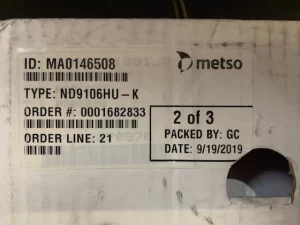 ID: MA0146508
metso
TYPE: ND9106HU-K
ORDER #: 0001682833
ORDER LINE: 21
2 of 3
PACKED BY: GC
DATE: 9/19/2019